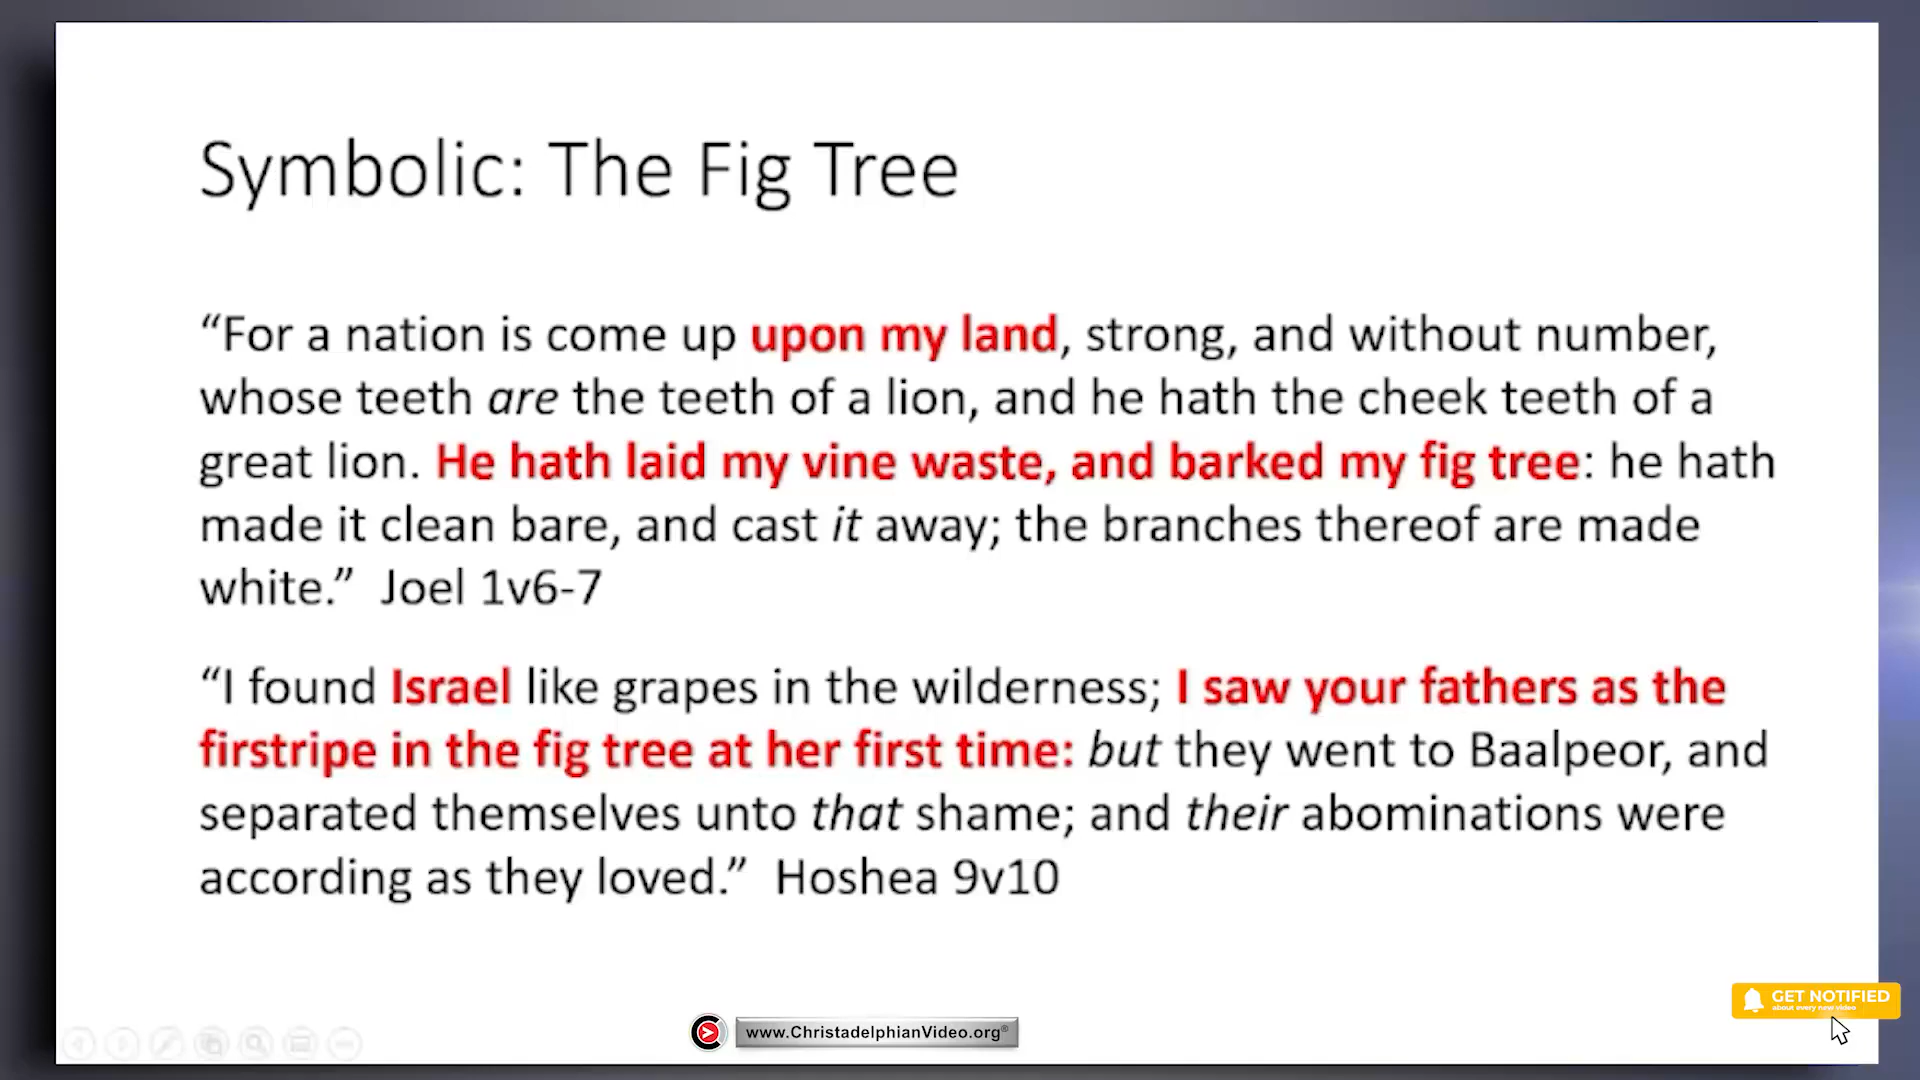 Symbolic: The Fig Tree
“For a nation is come up upon my land, strong, and without number,
whose teeth are the teeth of a lion, and he hath the cheek teeth of a
great lion. He hath laid my vine waste, and barked my fig tree: he hath
made it clean bare, and cast it away; the branches thereof are made
white.”  Joel 1v6-7
“I found Israel like grapes in the wilderness; I saw your fathers as the
firstripe in the fig tree at her first time: but they went to Baalpeor, and
separated themselves unto that shame; and their abominations were
according as they loved.”  Hoshea 9v10
GET NOTIFIED
about every new video
www.ChristadelphianVideo.org®